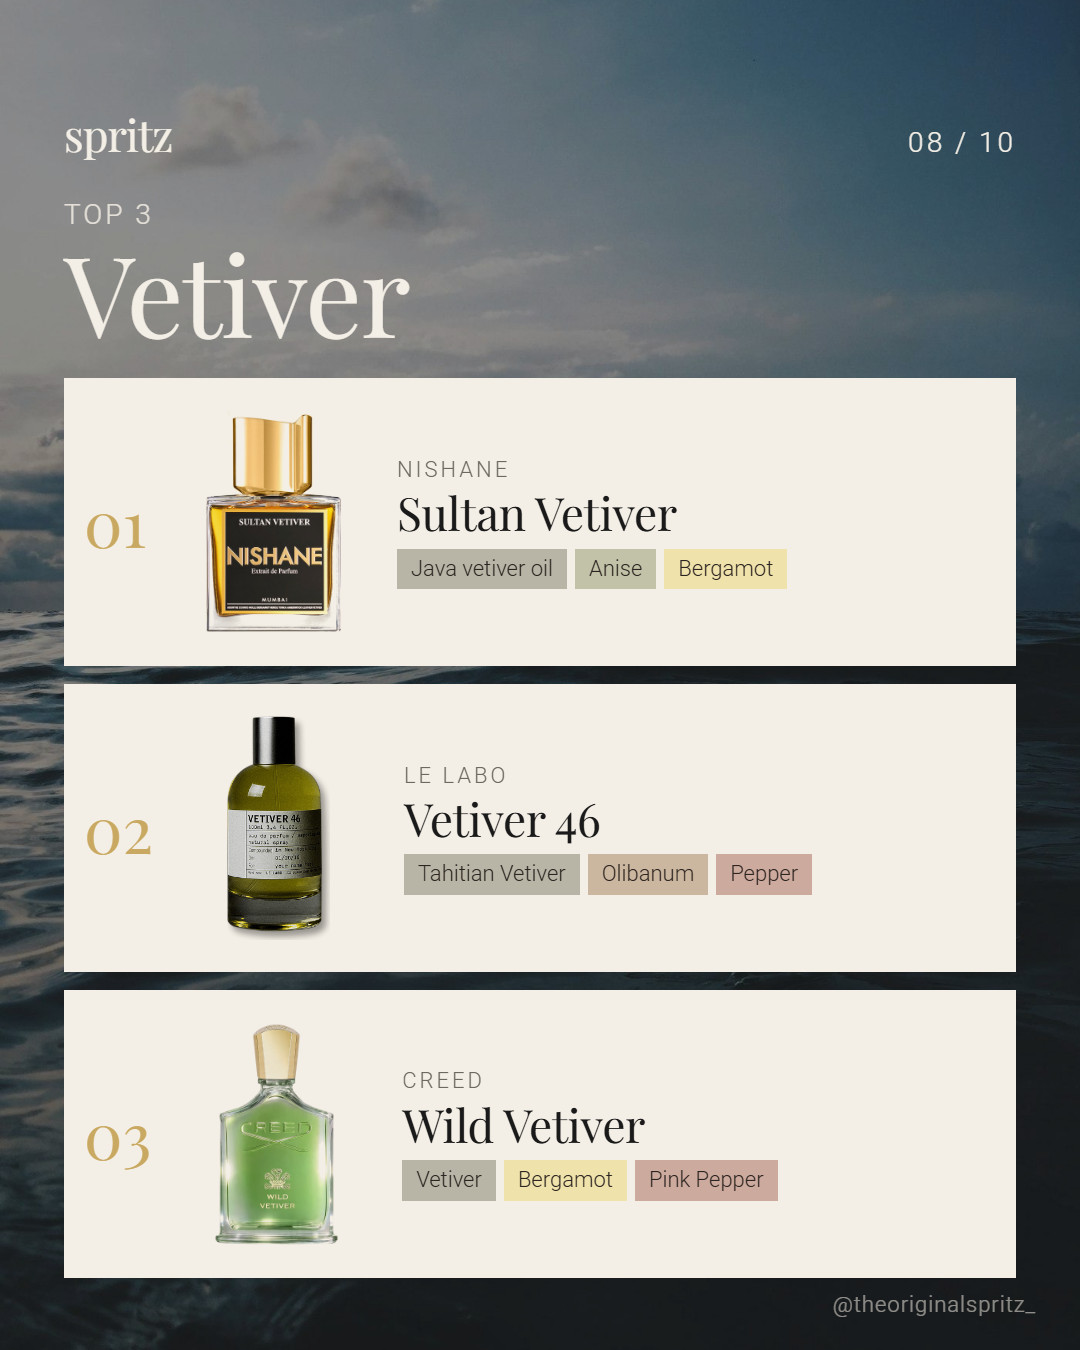 spritz
08 / 10
TOP 3
Vetiver
01
SULTAN VETIVER
NISHANE
Extrait de Parfum
MUMBAI
NISHANE
Sultan Vetiver
Java vetiver oil
Anise
Bergamot
02
VETIVER 46
LE LABO
Vetiver 46
Tahitian Vetiver
Olibanum
Pepper
03
CREED
WILD
VETIVER
CREED
Wild Vetiver
Vetiver
Bergamot
Pink Pepper
@theoriginalspritz_